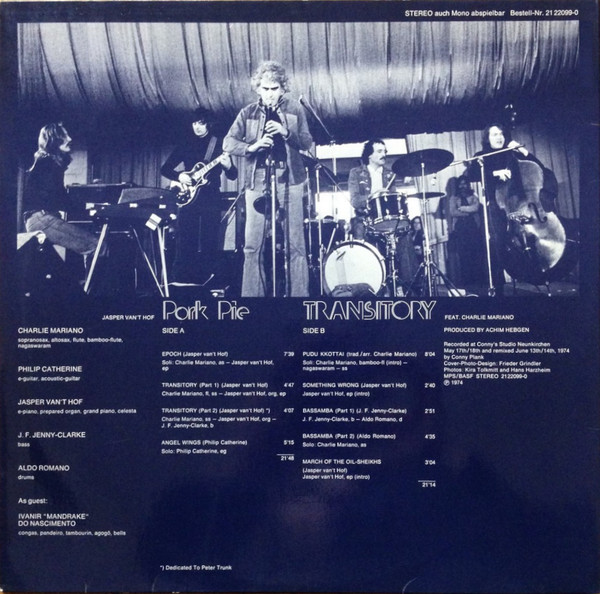 STEREO auch Mono abspielbar Bestell-Nr. 21 22099-0
JASPER VAN'T HOF Pork Pie TRANSITORY FEAT. CHARLIE MARIANO
CHARLIE MARIANO
sopranosax, altosax, flute, bamboo-flute,
nagaswaram
PHILIP CATHERINE
e-guitar, acoustic-guitar
JASPER VAN'T HOF
e-piano, prepared organ, grand piano, celesta
J. F. JENNY-CLARKE
bass
ALDO ROMANO
drums
As guest:
IVANIR "MANDRAKE"
DO NASCIMENTO
congas, pandeiro, tambourin, agogô, bells
SIDE A
EPOCH (Jasper van't Hof) 7'39
Soli: Charlie Mariano, as – Jasper van't Hof,
ep
TRANSITORY (Part 1) (Jasper van't Hof) 4'47
Charlie Mariano, fl, ss – Jasper van't Hof, org, ep
TRANSITORY (Part 2) (Jasper van't Hof) *) 4'07
Charlie Mariano, ss – Jasper van't Hof, org –
J. F. Jenny-Clarke, b
ANGEL WINGS (Philip Catherine) 5'15
Solo: Philip Catherine, eg
21'48
*) Dedicated To Peter Trunk
SIDE B
PUDU KKOTTAI (trad./arr. Charlie Mariano) 8'04
Soli: Charlie Mariano, bamboo-fl (intro) –
nagaswaram – ss
SOMETHING WRONG (Jasper van't Hof) 2'40
Jasper van't Hof, ep (intro)
BASSAMBA (Part 1) (J. F. Jenny-Clarke) 2'51
J. F. Jenny-Clarke, b – Aldo Romano, d
BASSAMBA (Part 2) (Aldo Romano) 4'35
Solo: Charlie Mariano, as
MARCH OF THE OIL-SHEIKHS 3'04
(Jasper van't Hof)
Jasper van't Hof, ep (intro)
21'14
PRODUCED BY ACHIM HEBGEN
Recorded at Conny's Studio Neunkirchen
May 17th/18th and remixed June 13th/14th, 1974
by Conny Plank
Cover-Photo-Design: Frieder Grindler
Photos: Kira Tolkmitt and Hans Harzheim
MPS/BASF STEREO 21 22099-0
℗ 1974